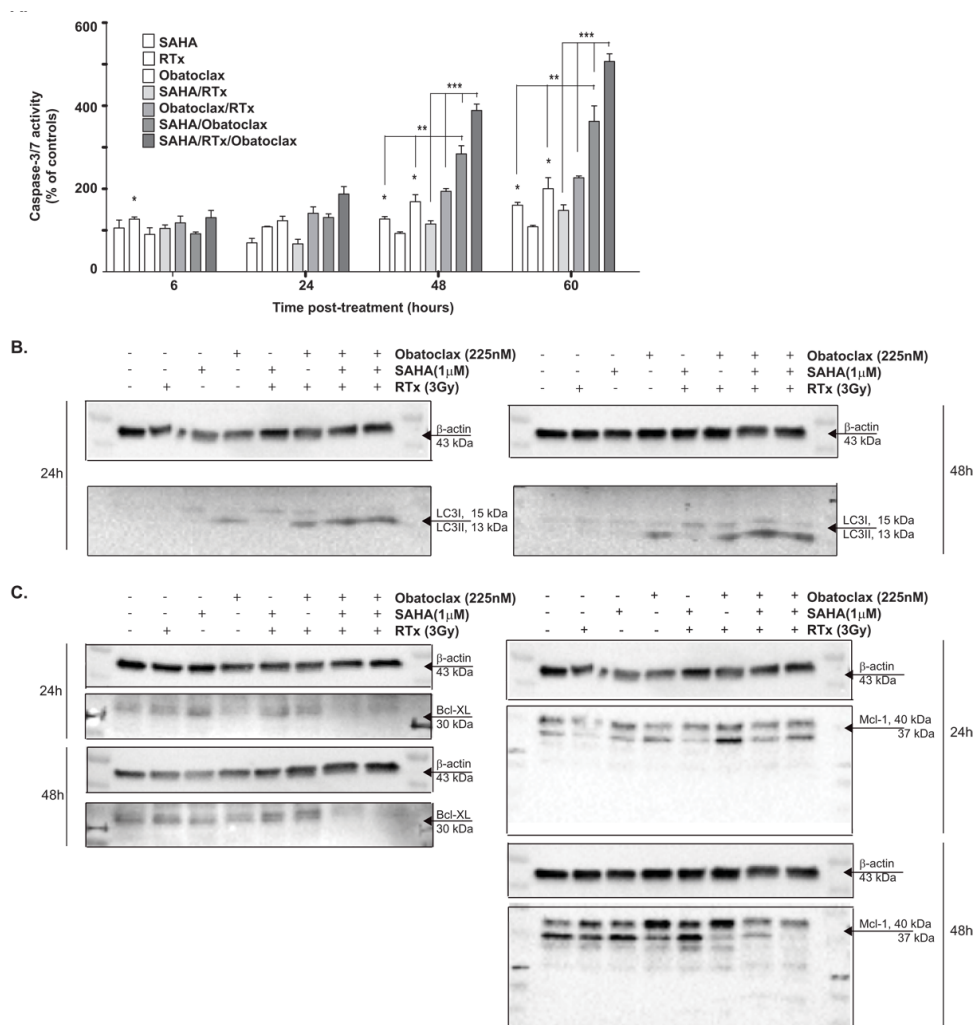 600
400
200
0
Caspase-3/7 activity
(% of controls)
SAHA
RTx
Obatoclax
SAHA/RTx
Obatoclax/RTx
SAHA/Obatoclax
SAHA/RTx/Obatoclax
*
* ** * ***
* ** * ***
6 24 48 60
Time post-treatment (hours)
B.
- - - + - + + + Obatoclax (225nM)
- - + - + - + + SAHA(1μM)
- + - - + + + + RTx (3Gy)
β-actin
43 kDa
24h
LC3I, 15 kDa
LC3II, 13 kDa
- - - + - + + + Obatoclax (225nM)
- - + - + - + + SAHA(1μM)
- + - - + + + + RTx (3Gy)
β-actin
43 kDa
48h
LC3I, 15 kDa
LC3II, 13 kDa
C.
- - - + - + + + Obatoclax (225nM)
- - + - + - + + SAHA(1μM)
- + - - + + + + RTx (3Gy)
β-actin
43 kDa
24h
Bcl-XL
30 kDa
β-actin
43 kDa
48h
Bcl-XL
30 kDa
- - - + - + + + Obatoclax (225nM)
- - + - + - + + SAHA(1μM)
- + - - + + + + RTx (3Gy)
β-actin
43 kDa
Mcl-1, 40 kDa
37 kDa
24h
β-actin
43 kDa
Mcl-1, 40 kDa
37 kDa
48h